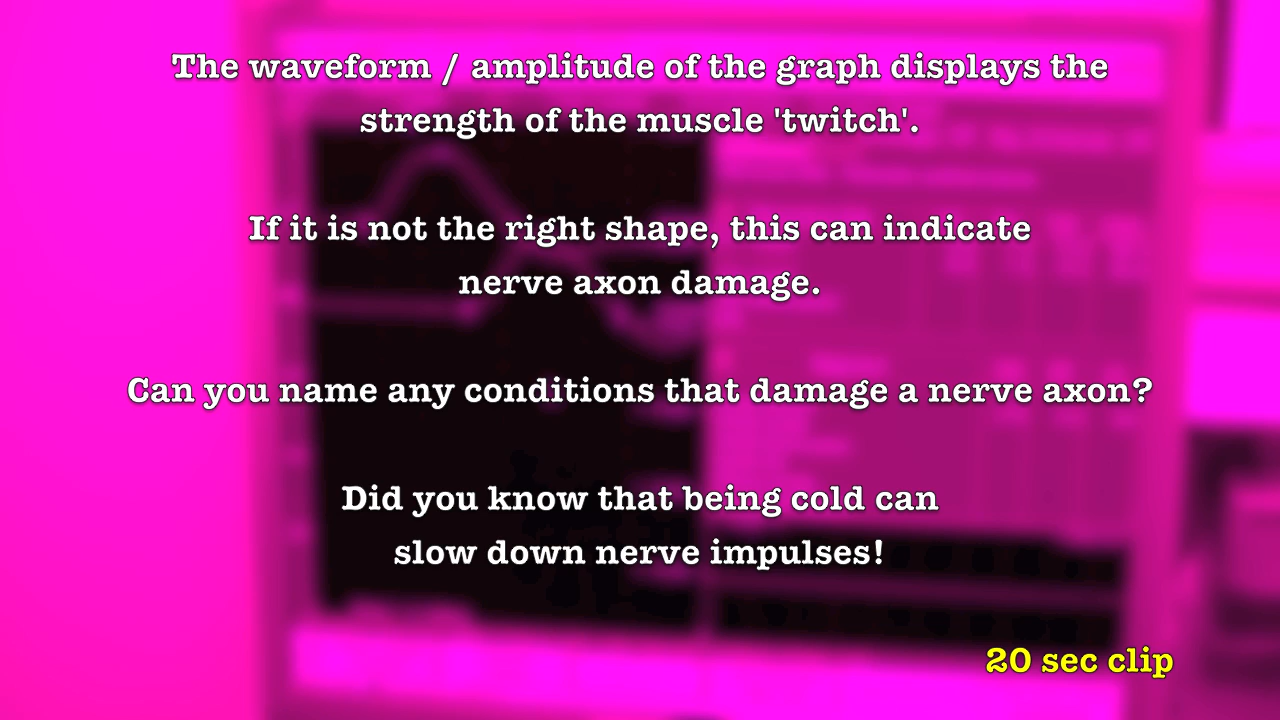 The waveform / amplitude of the graph displays the
strength of the muscle 'twitch'.
If it is not the right shape, this can indicate
nerve axon damage.
Can you name any conditions that damage a nerve axon?
Did you know that being cold can
slow down nerve impulses!
20 sec clip